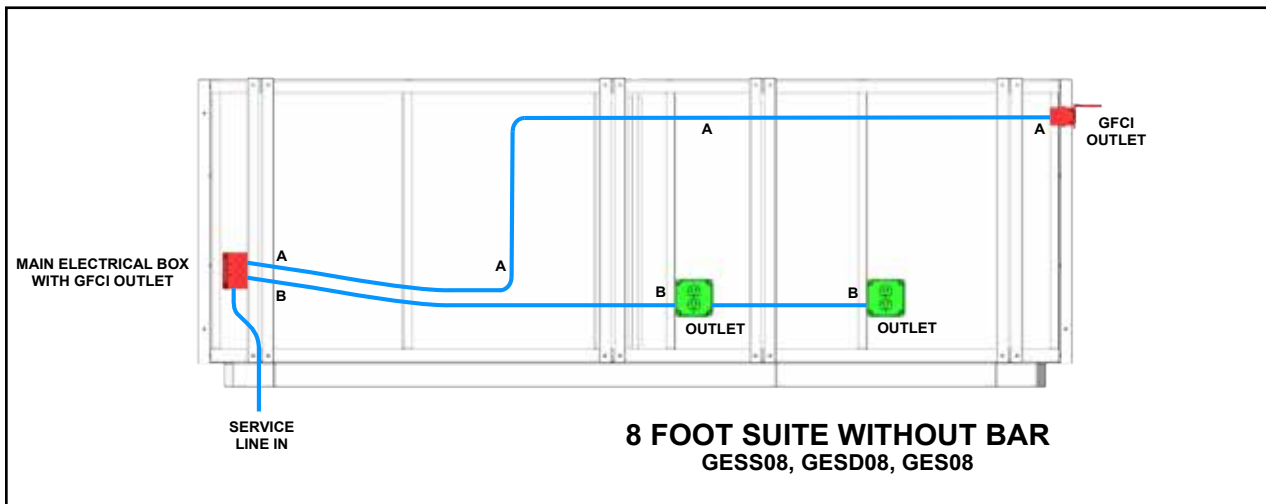 A
A
GFCI
OUTLET
MAIN ELECTRICAL BOX
WITH GFCI OUTLET
A
A
B
B
B
OUTLET
OUTLET
SERVICE
LINE IN
8 FOOT SUITE WITHOUT BAR
GESS08, GESD08, GES08